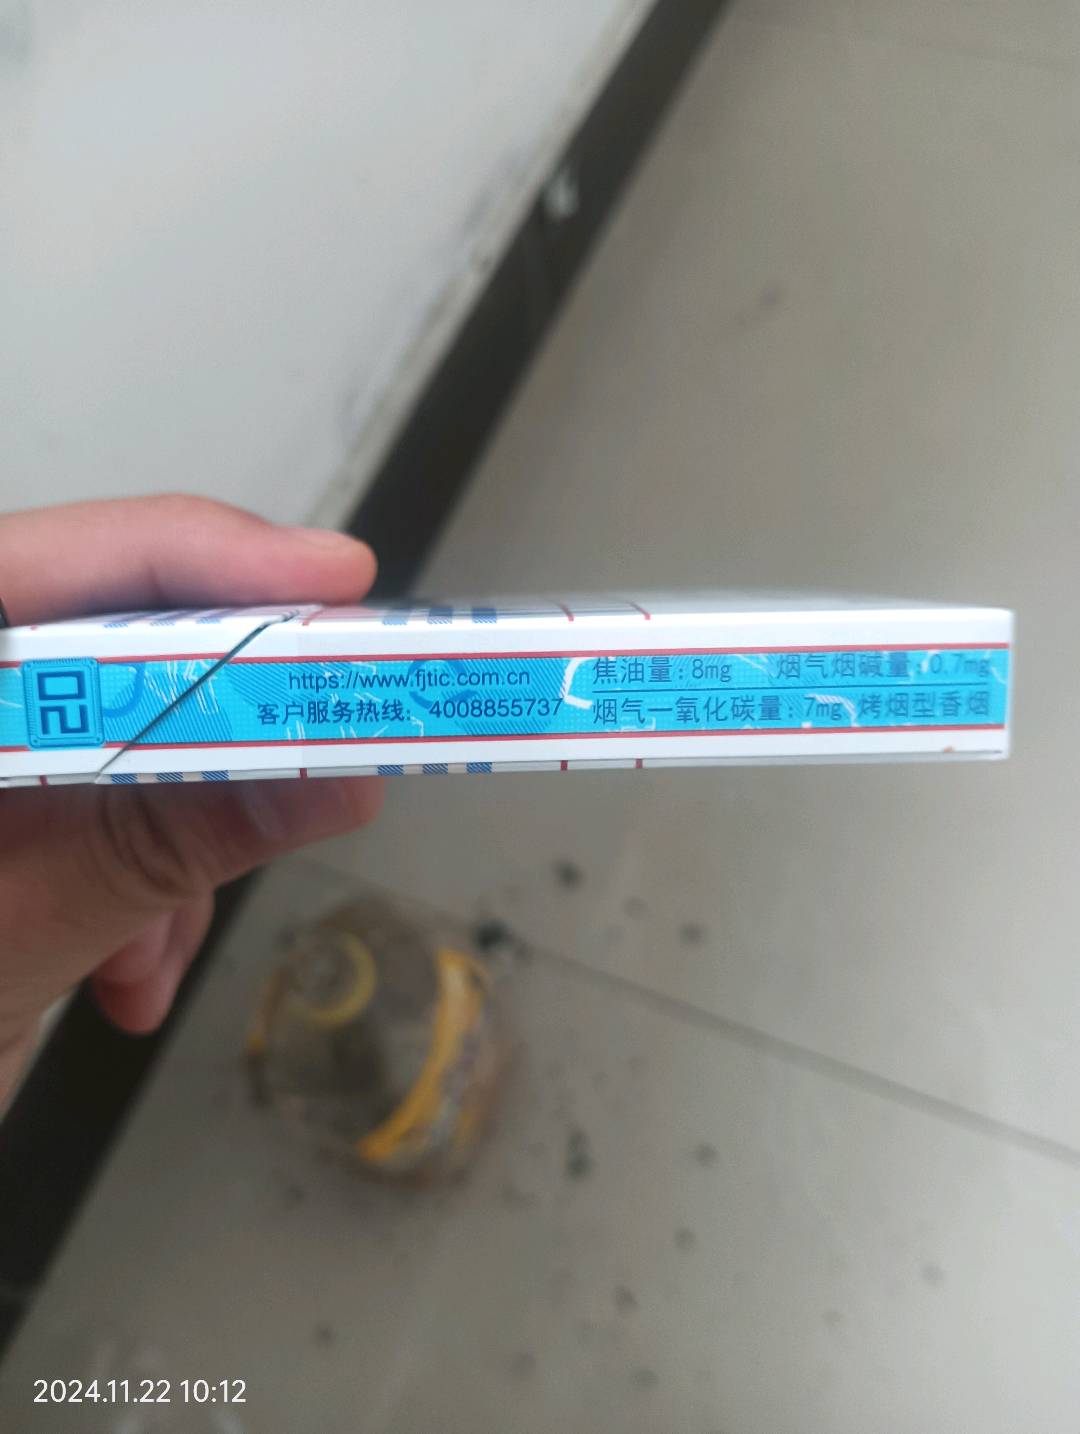 02
https://www.fjtic.com.cn
客户服务热线：4008855737
焦油量：8mg 烟气烟碱量：0.7mg
烟气一氧化碳量：7mg 烤烟型香烟
2024.11.22 10:12